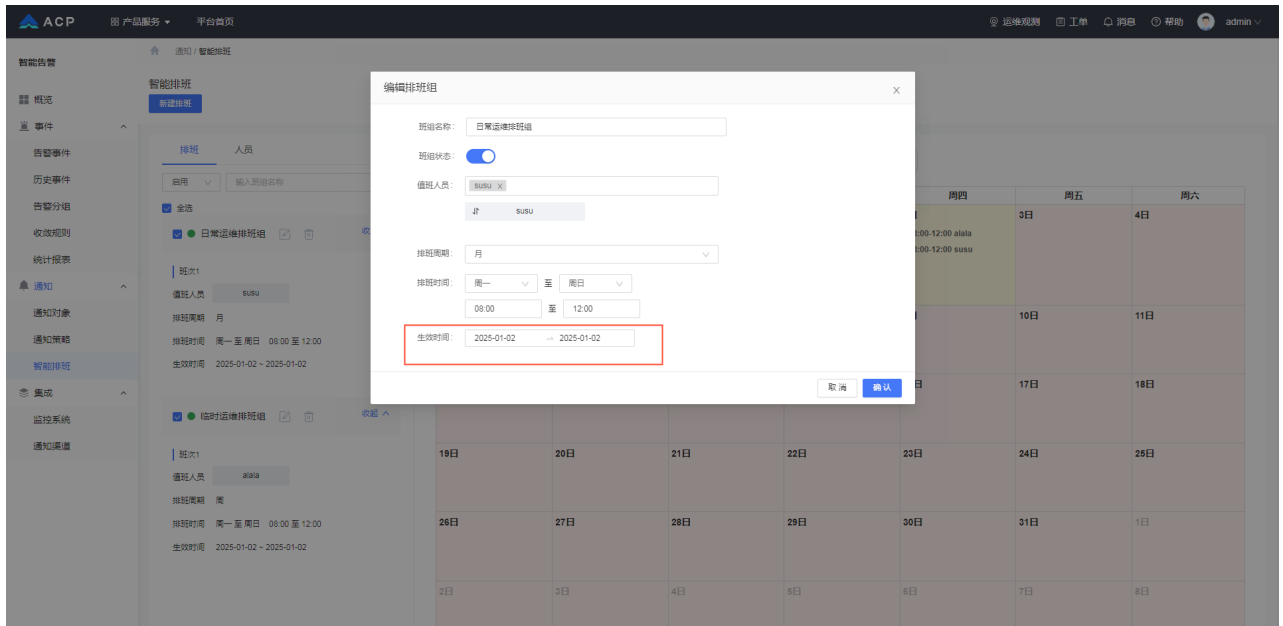 ACP 产品服务 平台首页 运维观测 工单 消息 帮助 admin
智能告警
概览
事件
告警事件
历史事件
告警分组
收敛规则
统计报表
通知
通知对象
通知策略
智能排班
集成
监控系统
通知渠道
通知 / 智能排班
智能排班
新建排班
排班 人员
启用 输入班组名称
全选
日常运维排班组 收
班次1
值班人员 susu
排班周期 月
排班时间 周一 至 周日 08:00 至 12:00
生效时间 2025-01-02 ~ 2025-01-02
临时运维排班组 收起
班次1
值班人员 alala
排班周期 周
排班时间 周一 至 周日 08:00 至 12:00
生效时间 2025-01-02 ~ 2025-01-02
编辑排班组 X
班组名称: 日常运维排班组
班组状态:
值班人员: susu X
susu
排班周期: 月
排班时间: 周一 至 周日
08:00 至 12:00
生效时间: 2025-01-02 → 2025-01-02
取消 确认
周四 周五 周六
3日 4日
:00-12:00 alala
:00-12:00 susu
10日 11日
日 17日 18日
19日 20日 21日 22日 23日 24日 25日
26日 27日 28日 29日 30日 31日 1日
2日 3日 4日 5日 6日 7日 8日